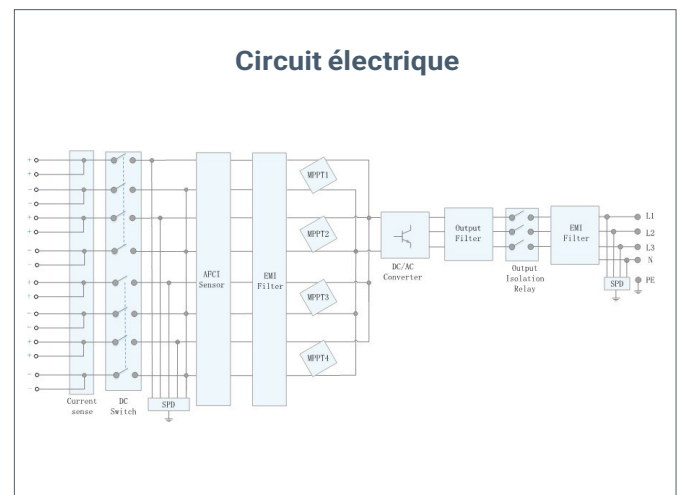 Circuit électrique
+
+
-
-
+
+
-
-
+
+
-
-
+
+
-
-
Current
sense
DC
Switch
SPD
AFCI
Sensor
EMI
Filter
MPPT1
MPPT2
MPPT3
MPPT4
DC/AC
Converter
Output
Filter
Output
Isolation
Relay
EMI
Filter
SPD
L1
L2
L3
N
PE